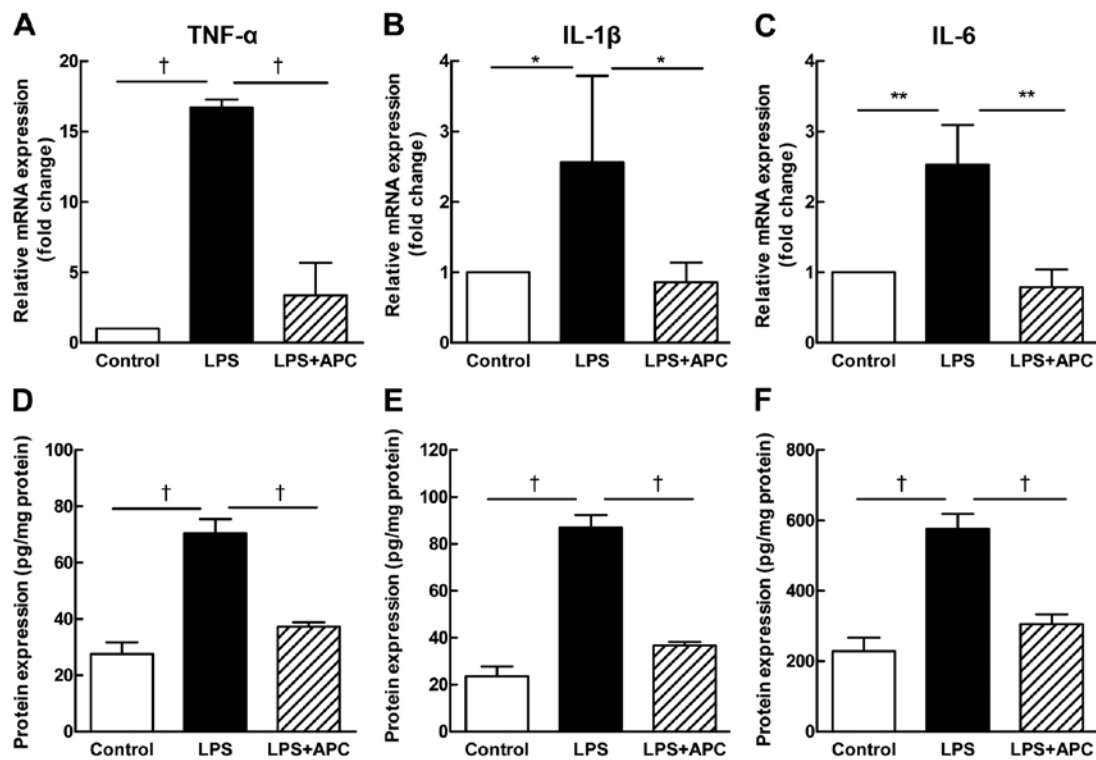 A
TNF-α
Relative mRNA expression
(fold change)
20
15
10
5
0
†
†
Control
LPS
LPS+APC
B
IL-1β
Relative mRNA expression
(fold change)
4
3
2
1
0
*
*
Control
LPS
LPS+APC
C
IL-6
Relative mRNA expression
(fold change)
4
3
2
1
0
**
**
Control
LPS
LPS+APC
D
Protein expression (pg/mg protein)
100
80
60
40
20
0
†
†
Control
LPS
LPS+APC
E
Protein expression (pg/mg protein)
120
100
80
60
40
20
0
†
†
Control
LPS
LPS+APC
F
Protein expression (pg/mg protein)
800
600
400
200
0
†
†
Control
LPS
LPS+APC